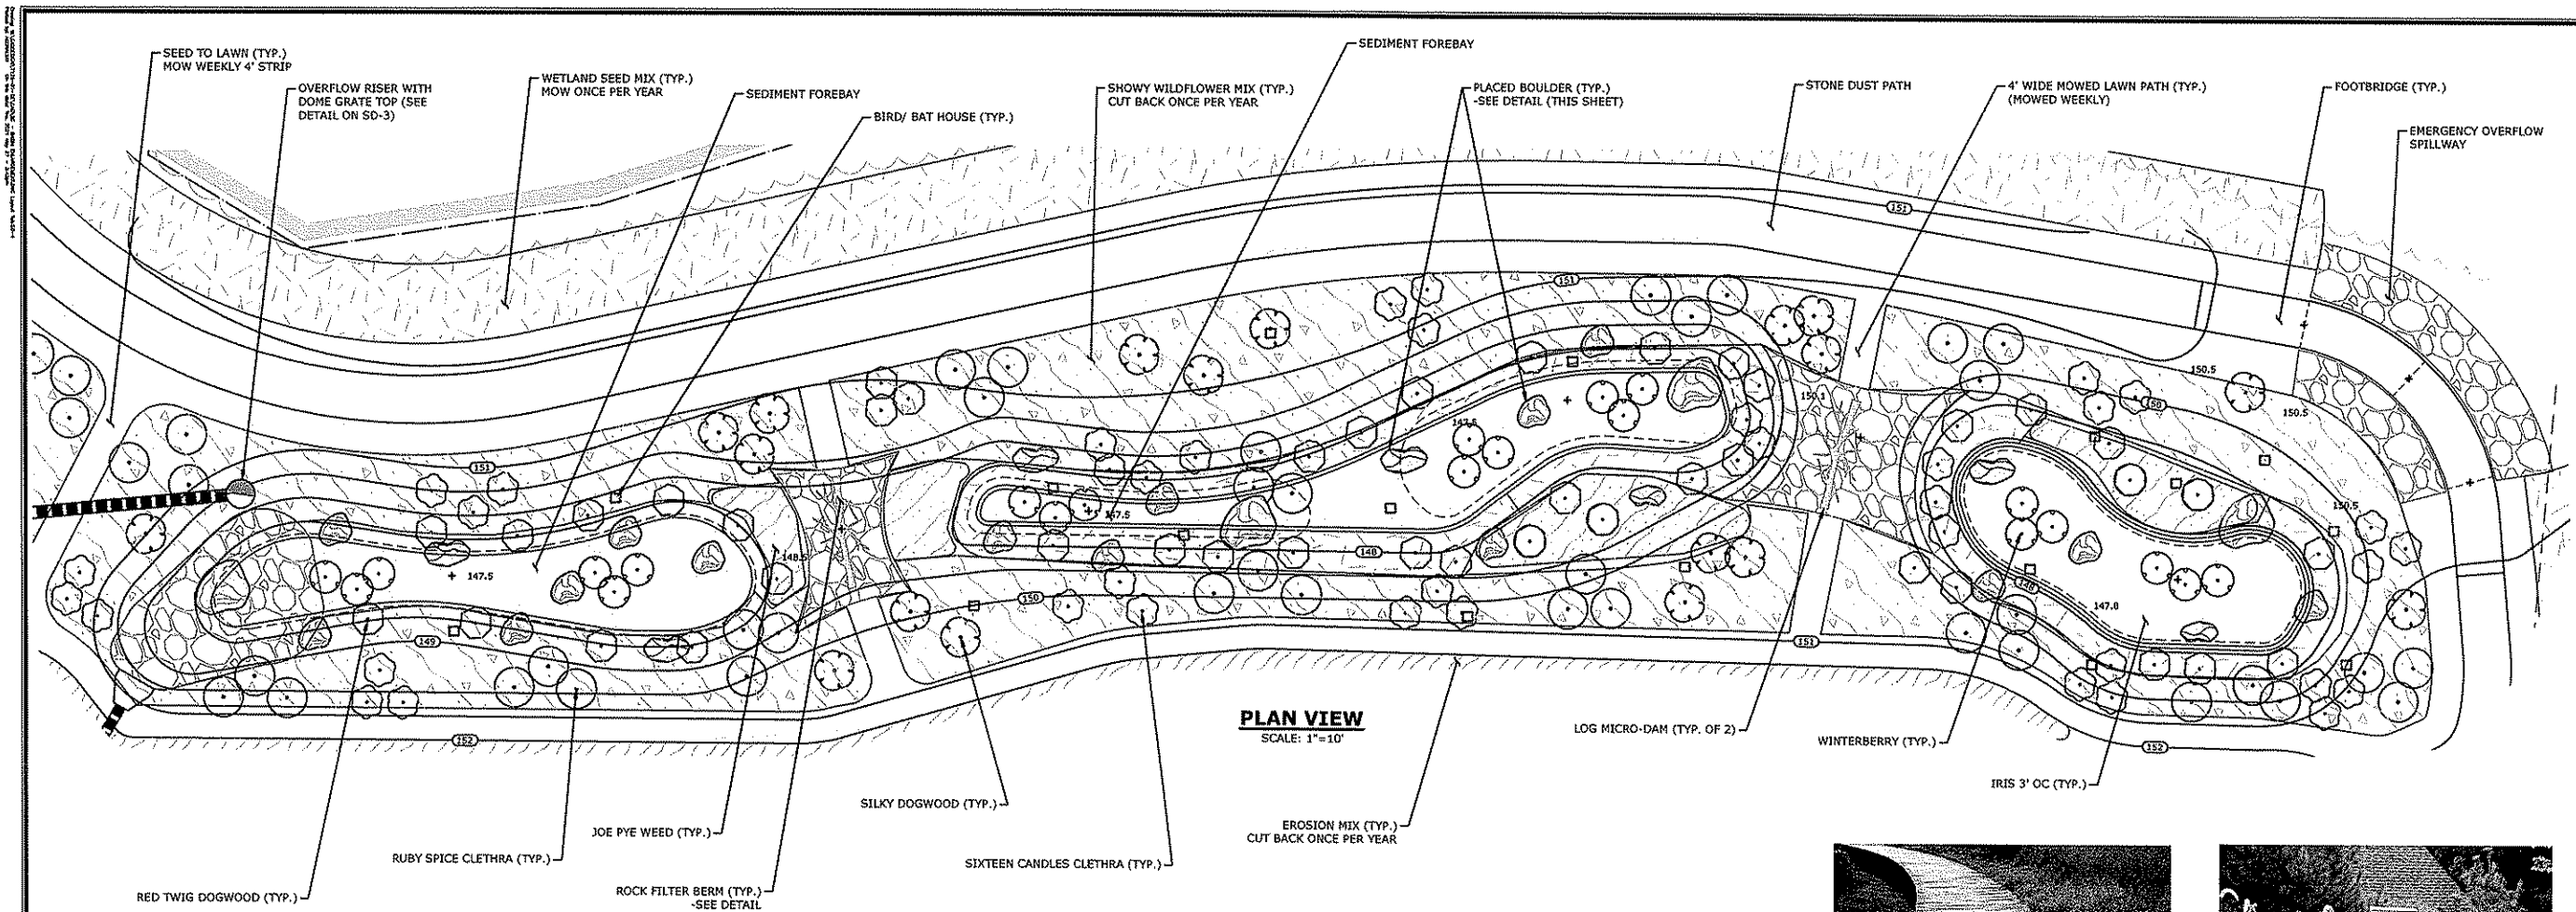 SEED TO LAWN (TYP.)
MOW WEEKLY 4' STRIP
OVERFLOW RISER WITH
DOME GRATE TOP (SEE
DETAIL ON SD-3)
WETLAND SEED MIX (TYP.)
MOW ONCE PER YEAR
SEDIMENT FOREBAY
BIRD/ BAT HOUSE (TYP.)
SHOWY WILDFLOWER MIX (TYP.)
CUT BACK ONCE PER YEAR
SEDIMENT FOREBAY
PLACED BOULDER (TYP.)
-SEE DETAIL (THIS SHEET)
STONE DUST PATH
4' WIDE MOWED LAWN PATH (TYP.)
(MOWED WEEKLY)
FOOTBRIDGE (TYP.)
EMERGENCY OVERFLOW
SPILLWAY
151
151
150.5
150.1
150
150.5
147.5
151
147.5
150.5
148.5
148
147.5
148
150
147.8
149
151
152
152
PLAN VIEW
SCALE: 1"=10'
LOG MICRO-DAM (TYP. OF 2)
WINTERBERRY (TYP.)
IRIS 3' OC (TYP.)
SILKY DOGWOOD (TYP.)
JOE PYE WEED (TYP.)
EROSION MIX (TYP.)
CUT BACK ONCE PER YEAR
RUBY SPICE CLETHRA (TYP.)
SIXTEEN CANDLES CLETHRA (TYP.)
RED TWIG DOGWOOD (TYP.)
ROCK FILTER BERM (TYP.)
-SEE DETAIL